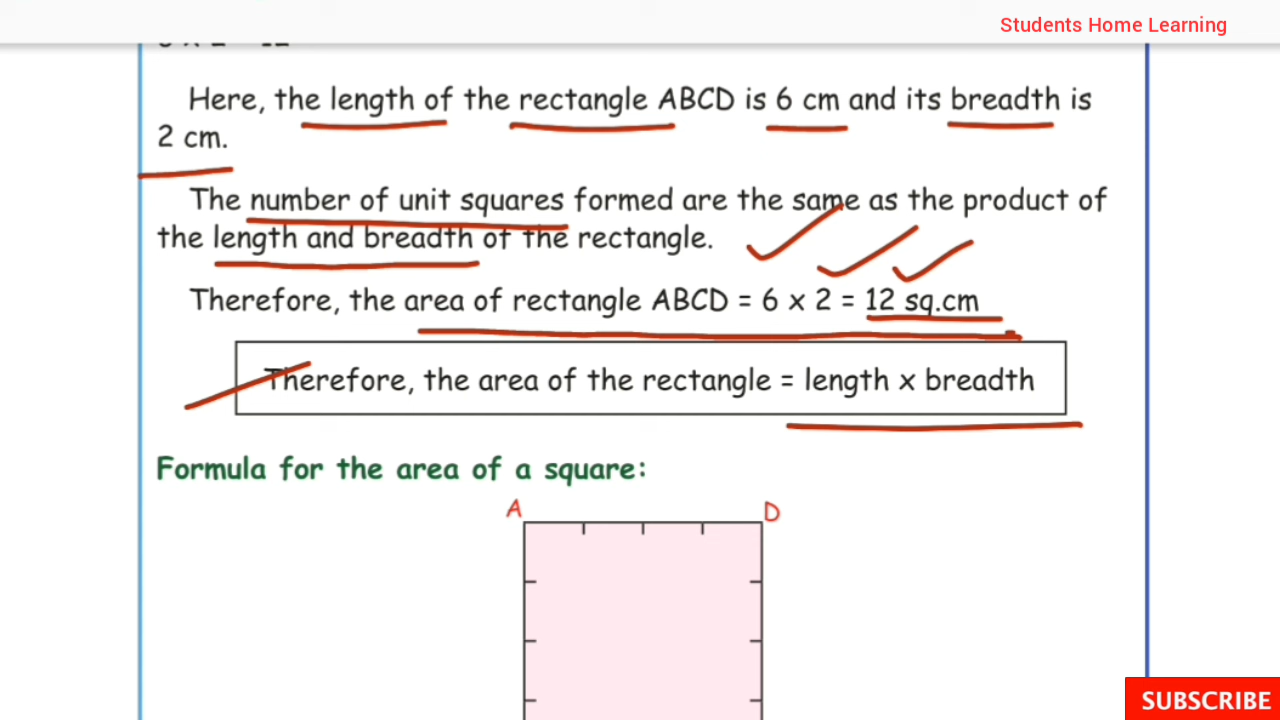 Students Home Learning
Here, the length of the rectangle ABCD is 6 cm and its breadth is
2 cm.
The number of unit squares formed are the same as the product of
the length and breadth of the rectangle.
Therefore, the area of rectangle ABCD = 6 x 2 = 12 sq.cm
Therefore, the area of the rectangle = length x breadth
Formula for the area of a square:
A D
SUBSCRIBE